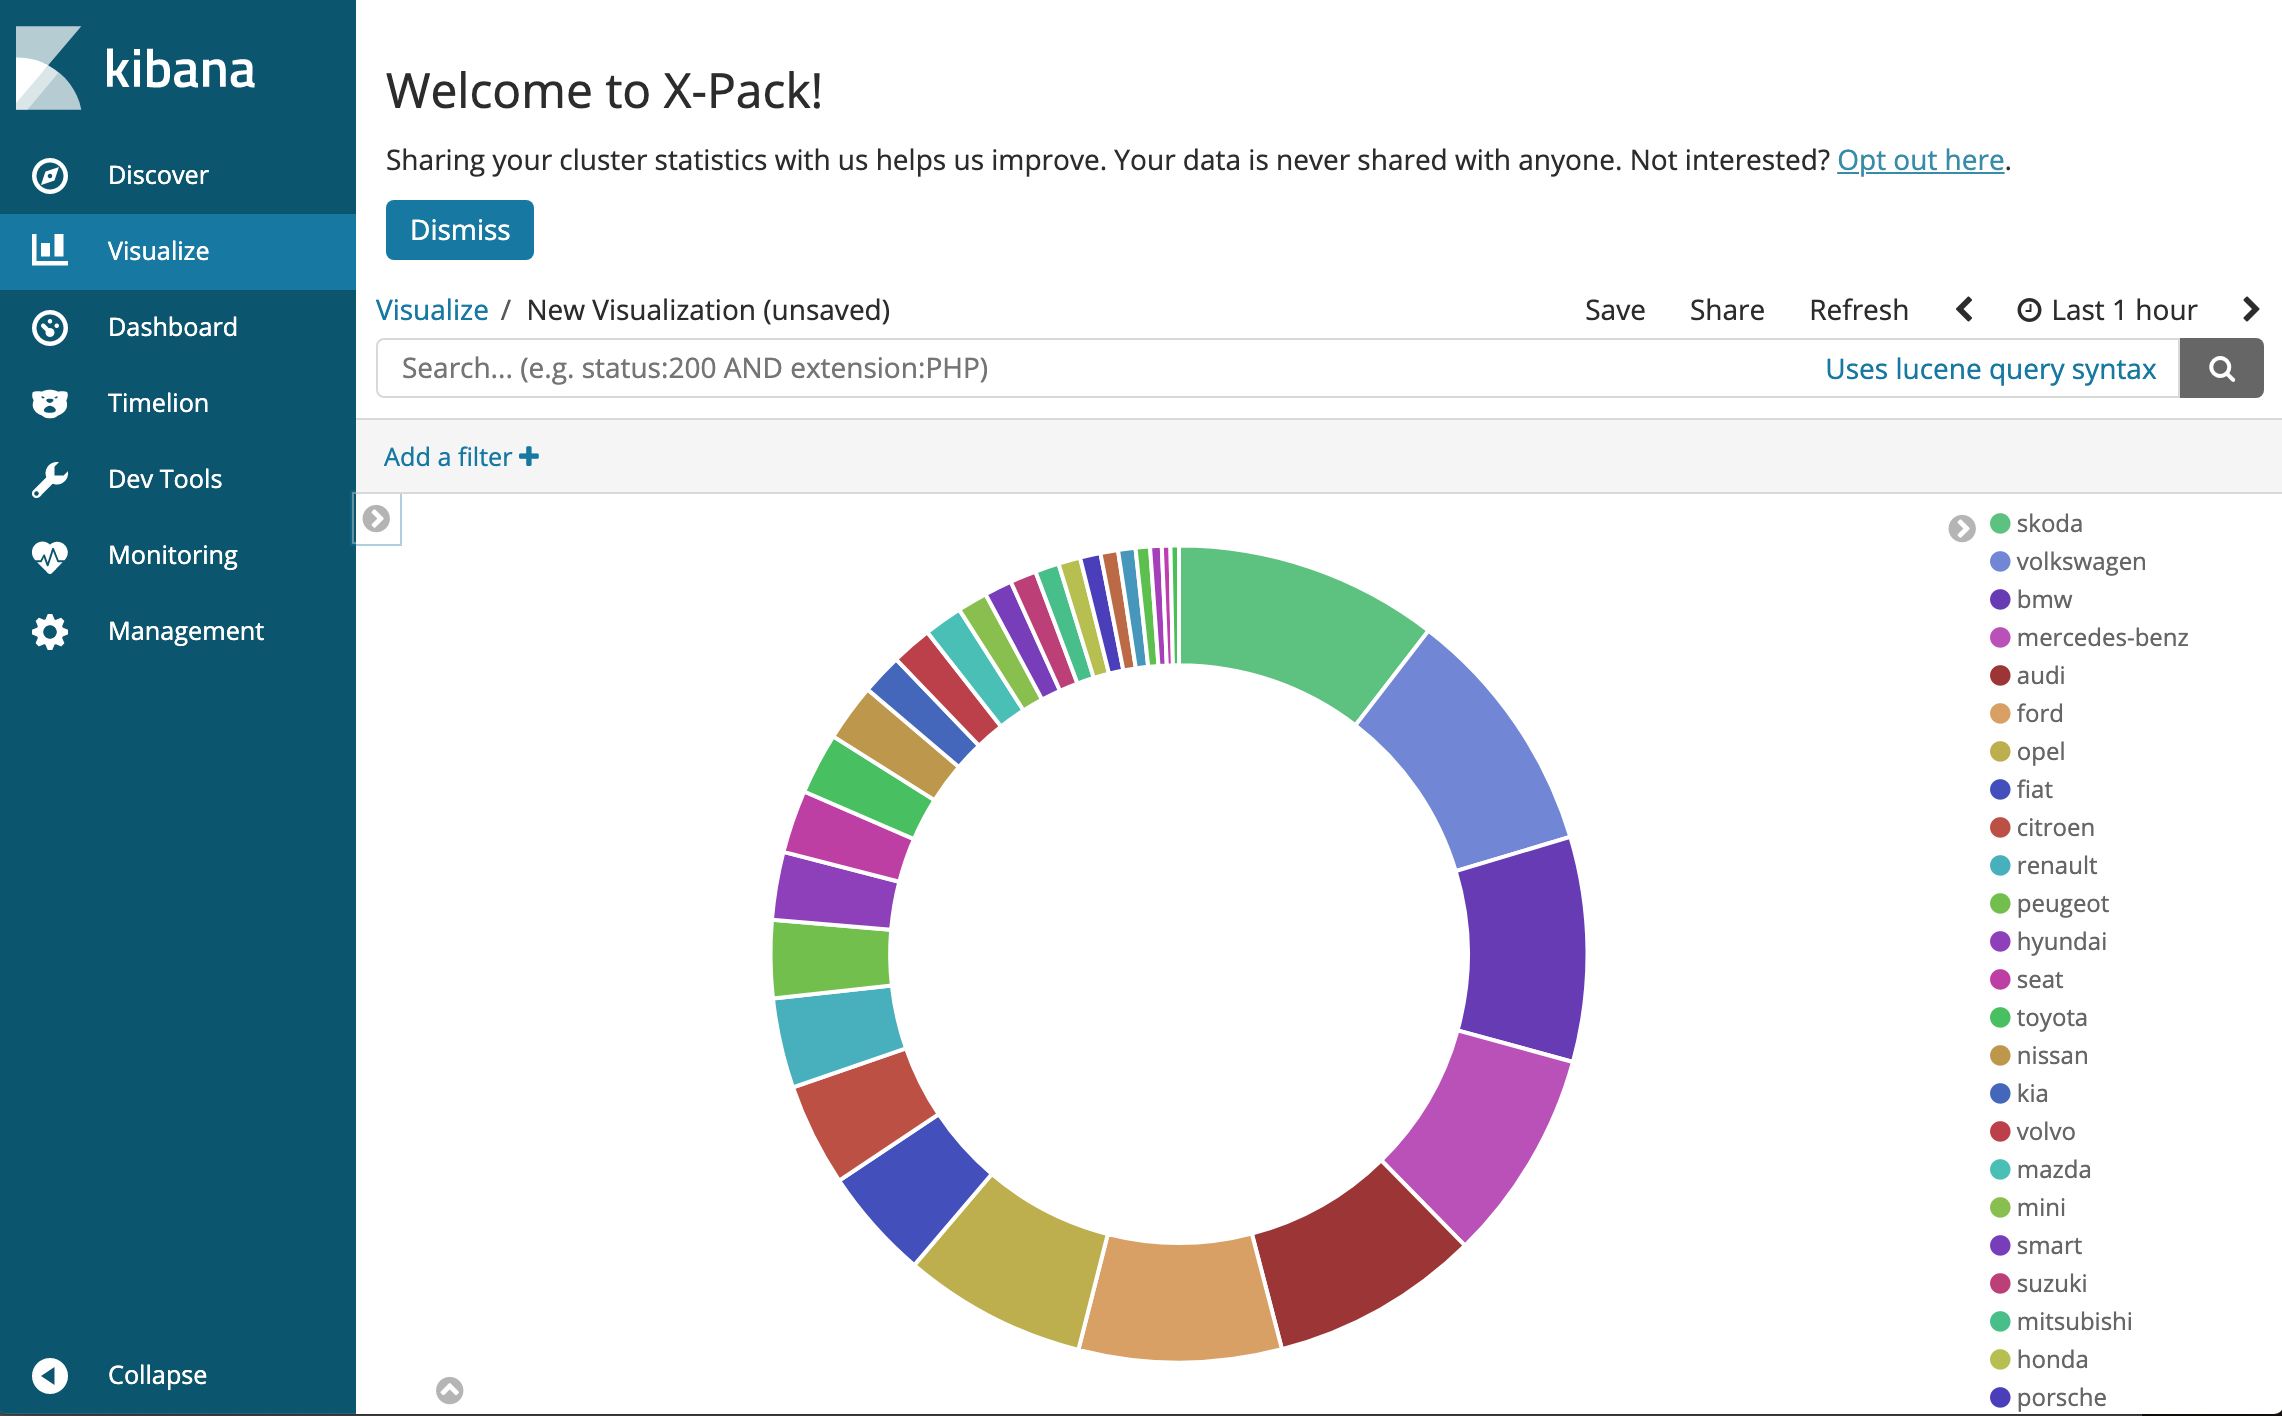 kibana
Discover
Visualize
Dashboard
Timelion
Dev Tools
Monitoring
Management
Collapse
Welcome to X-Pack!
Sharing your cluster statistics with us helps us improve. Your data is never shared with anyone. Not interested? Opt out here.
Dismiss
Visualize / New Visualization (unsaved) Save Share Refresh Last 1 hour
Search... (e.g. status:200 AND extension:PHP) Uses lucene query syntax
Add a filter +
skoda
volkswagen
bmw
mercedes-benz
audi
ford
opel
fiat
citroen
renault
peugeot
hyundai
seat
toyota
nissan
kia
volvo
mazda
mini
smart
suzuki
mitsubishi
honda
porsche